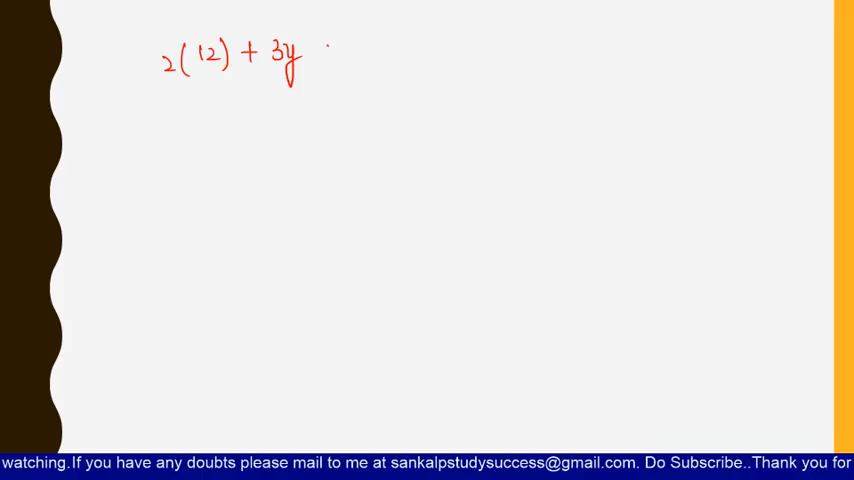 2(12) + 3y
watching.If you have any doubts please mail to me at sankalpstudysuccess@gmail.com. Do Subscribe..Thank you for